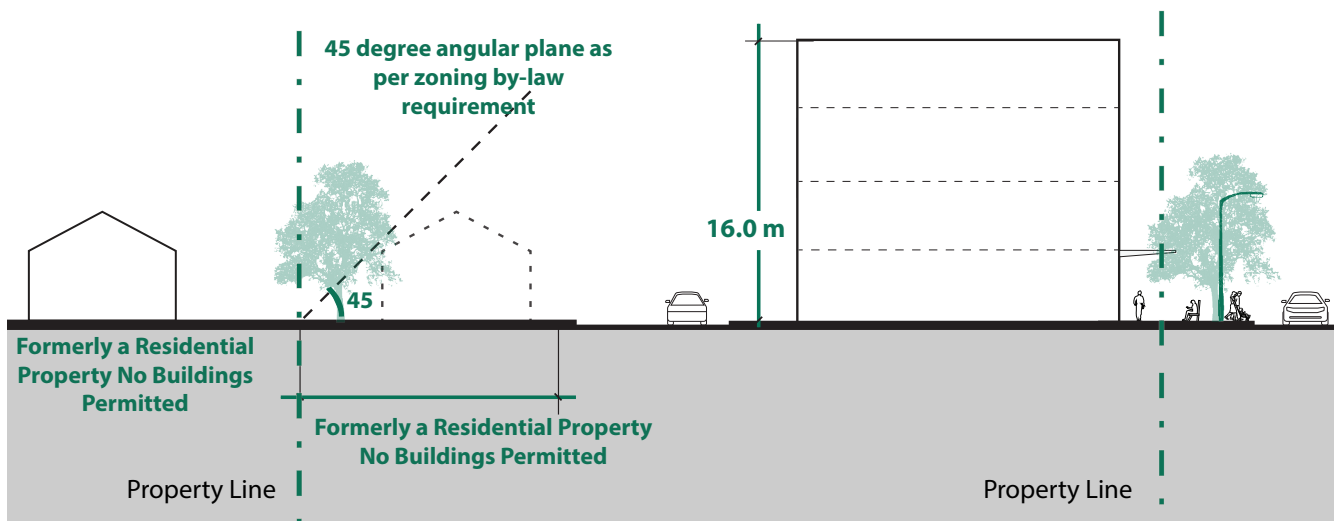 45 degree angular plane as
per zoning by-law
requirement
16.0 m
45
Formerly a Residential
Property No Buildings
Permitted
Formerly a Residential Property
No Buildings Permitted
Property Line
Property Line